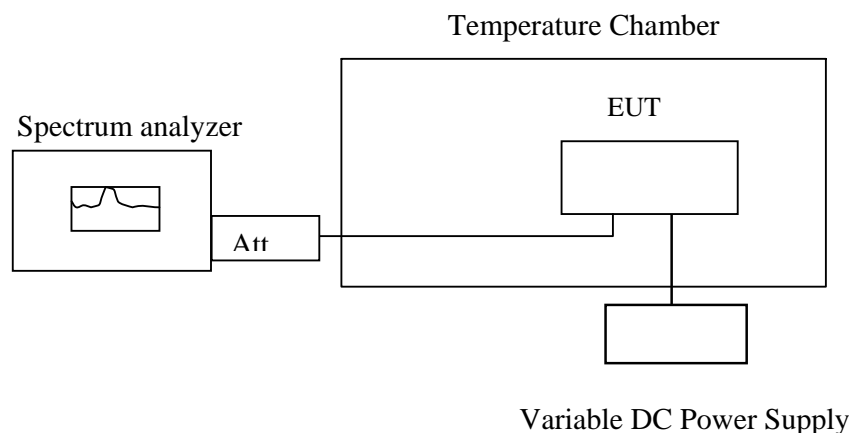 Temperature Chamber
EUT
Spectrum analyzer
Att
Variable DC Power Supply